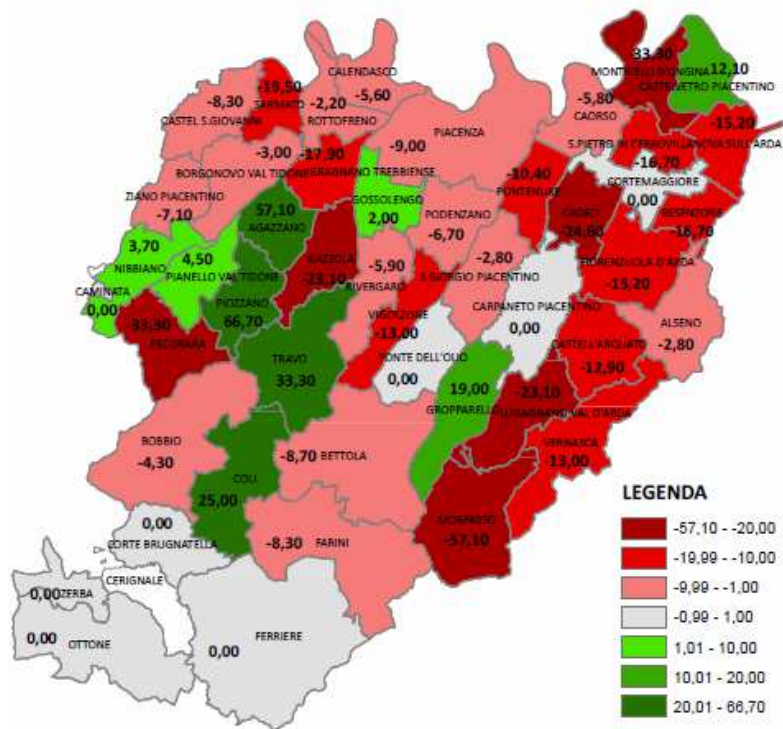 -33,30
MONTICELLI D'ONGINA
12,10
CASTELVETRO PIACENTINO
-19,50
SARMATO
CALENDASCO
-5,60
-8,30
CASTEL S.GIOVANNI
-2,20
ROTTOFRENO
-5,80
CAORSO
-15,20
S.PIETRO IN CERRO
VILLANOVA SULL'ARDA
-16,70
PIACENZA
-9,00
-3,00
BORGONOVO VAL TIDONE
-17,90
GRAGNANO TREBBIENSE
-10,40
PONTENURE
CORTEMAGGIORE
0,00
ZIANO PIACENTINO
-7,10
GOSSOLENGO
2,00
PODENZANO
-6,70
CADEO
-24,60
BESENZONE
-16,70
57,10
AGAZZANO
3,70
NIBBIANO
4,50
PIANELLO VAL TIDONE
GAZZOLA
-23,10
-5,90
RIVERGARO
-2,80
S.GIORGIO PIACENTINO
FIORENZUOLA D'ARDA
-15,20
CAMINATA
0,00
PIOZZANO
66,70
VIGOLZONE
-13,00
CARPANETO PIACENTINO
0,00
33,30
PECORARA
ALSENO
-2,80
TRAVO
33,30
PONTE DELL'OLIO
0,00
CASTELL'ARQUATO
-12,90
19,00
GROPPARELLO
-23,10
LUGAGNANO VAL D'ARDA
BOBBIO
-4,30
-8,70 BETTOLA
VERNASCA
13,00
COLI
25,00
MORFASSO
-57,10
0,00
CORTE BRUGNATELLA
-8,30
FARINI
CERIGNALE
0,00 ZERBA
0,00
OTTONE
0,00
FERRIERE
LEGENDA
-57,10 - -20,00
-19,99 - -10,00
-9,99 - -1,00
-0,99 - 1,00
1,01 - 10,00
10,01 - 20,00
20,01 - 66,70